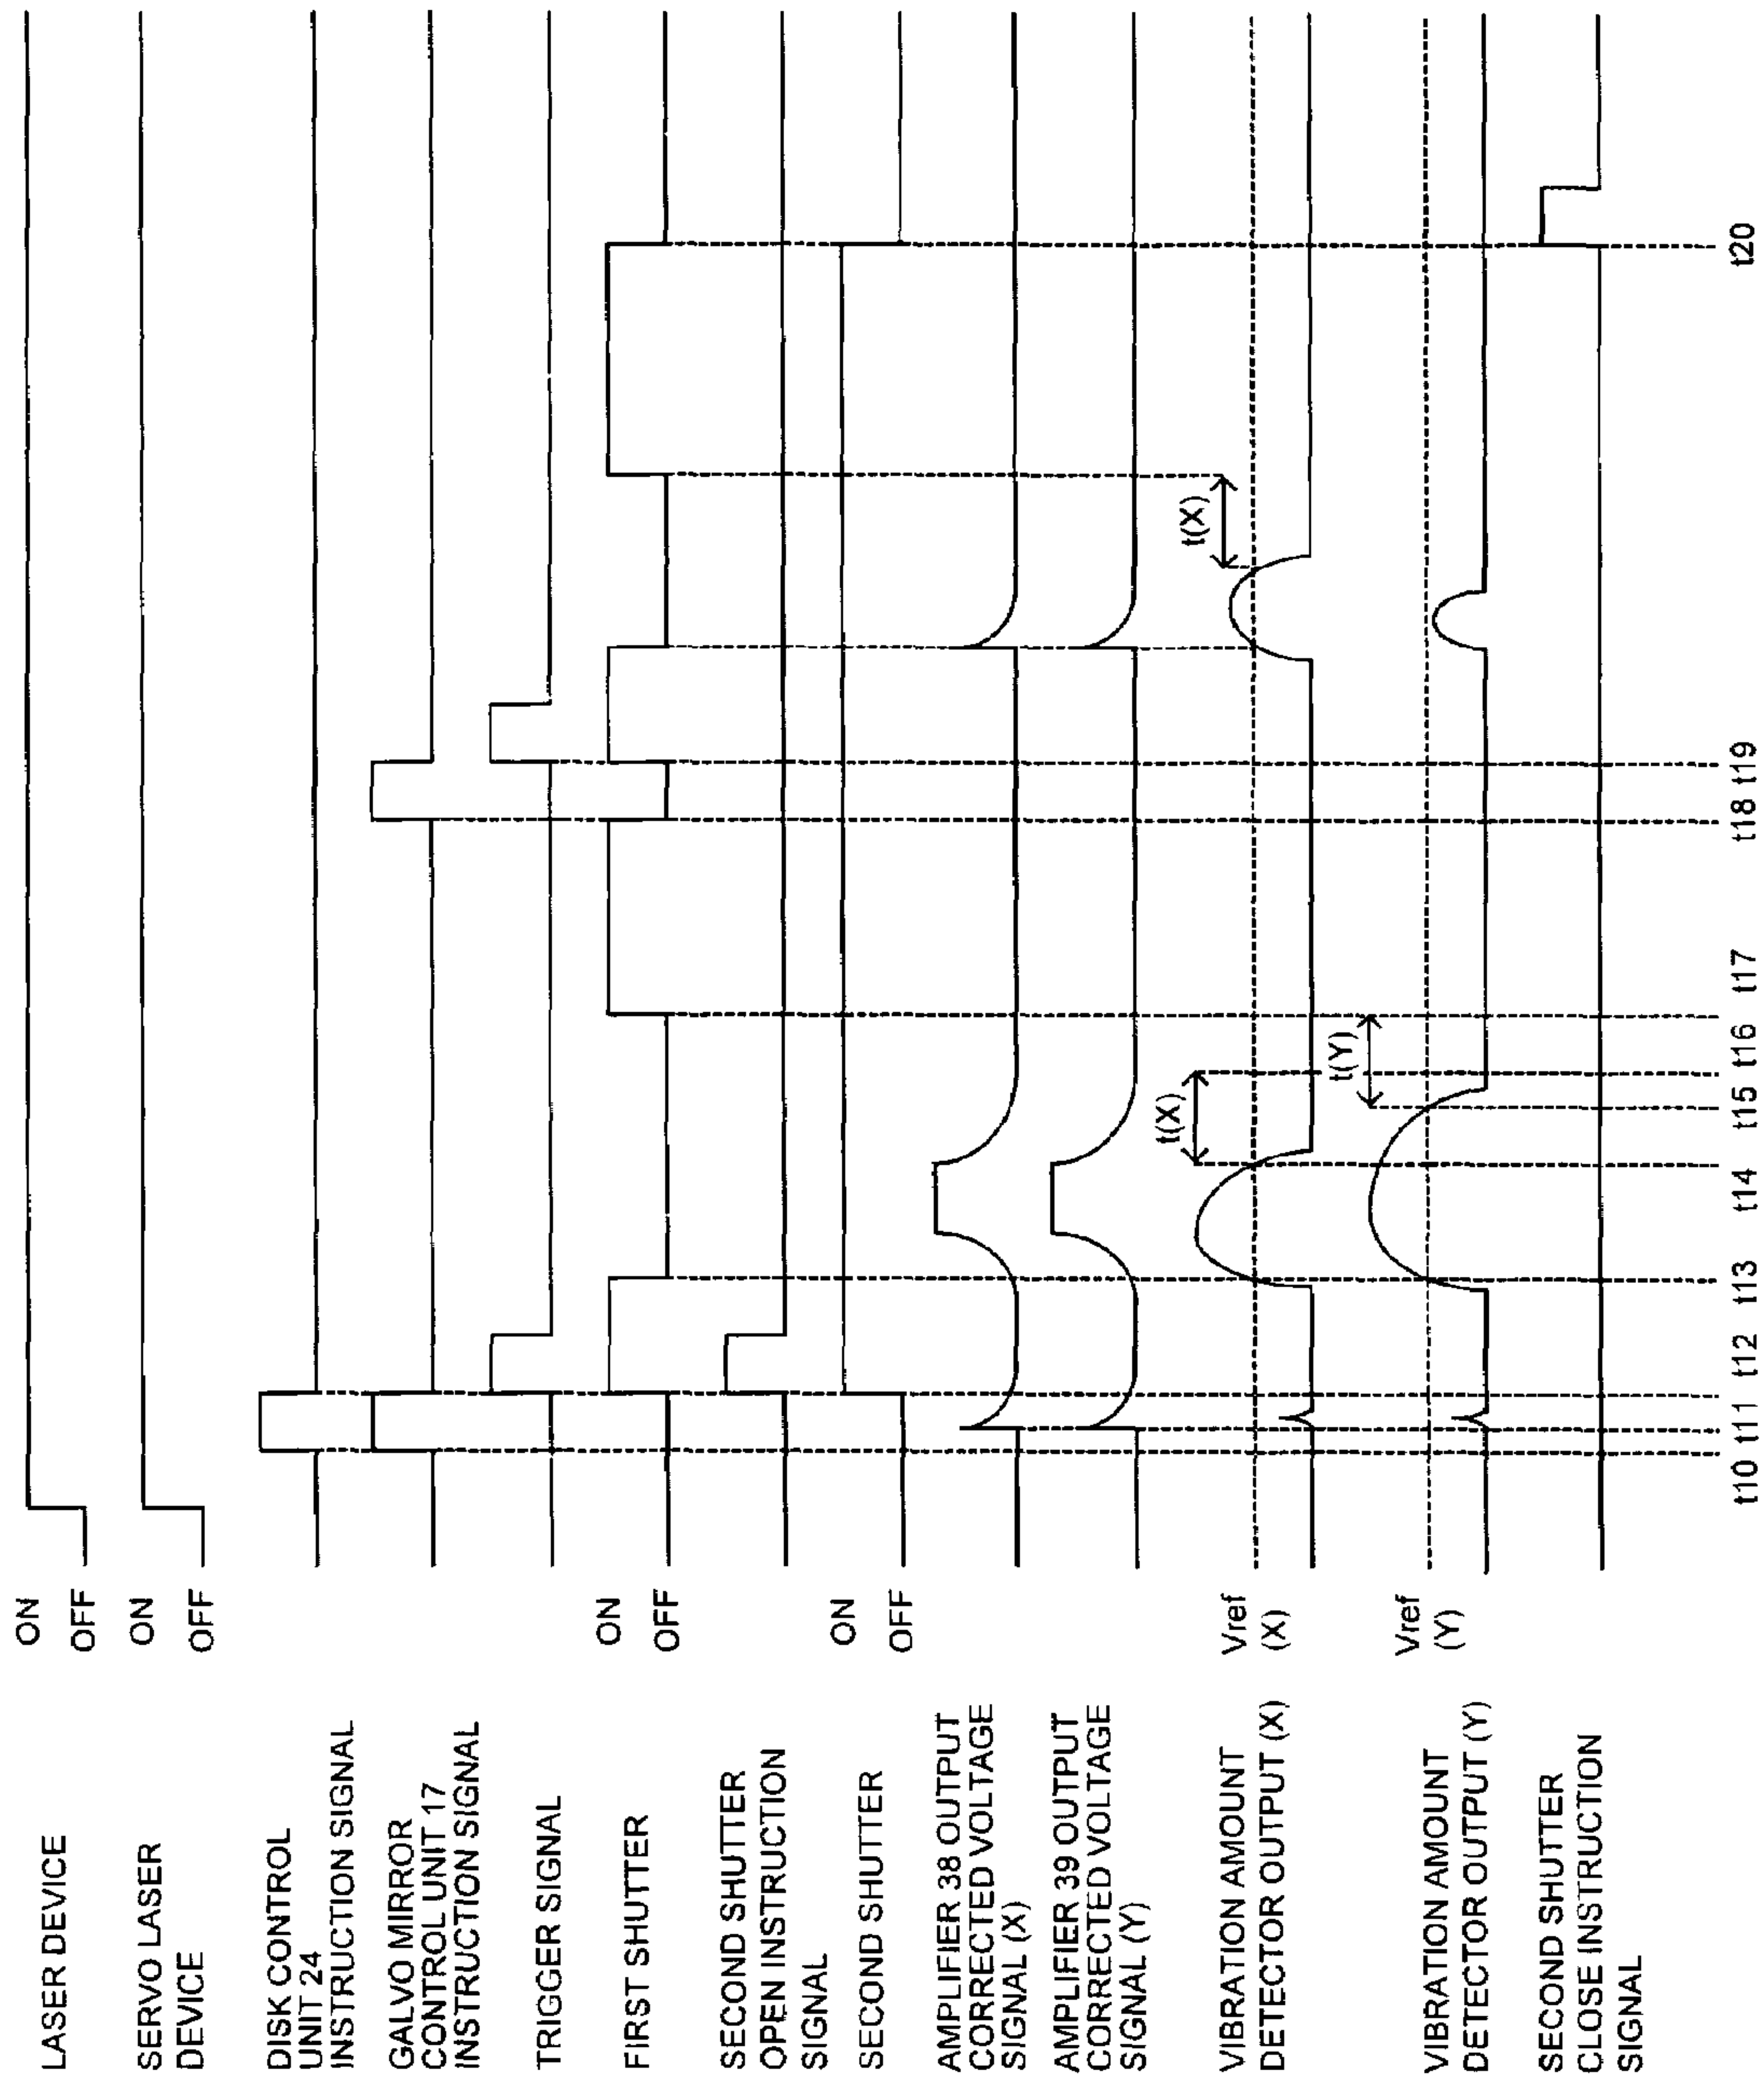 LASER DEVICE
ON
OFF
SERVO LASER
DEVICE
ON
OFF
DISK CONTROL
UNIT 24
INSTRUCTION SIGNAL
GALVO MIRROR
CONTROL UNIT 17
INSTRUCTION SIGNAL
TRIGGER SIGNAL
FIRST SHUTTER
ON
OFF
SECOND SHUTTER
OPEN INSTRUCTION
SIGNAL
SECOND SHUTTER
ON
OFF
AMPLIFIER 38 OUTPUT
CORRECTED VOLTAGE
SIGNAL (X)
AMPLIFIER 39 OUTPUT
CORRECTED VOLTAGE
SIGNAL (Y)
VIBRATION AMOUNT
DETECTOR OUTPUT (X)
Vref
(X)
t(X)
t(X)
VIBRATION AMOUNT
DETECTOR OUTPUT (Y)
Vref
(Y)
t(Y)
SECOND SHUTTER
CLOSE INSTRUCTION
SIGNAL
t10 t11 t12 t13 t14 t15 t16 t17 t18 t19 t20